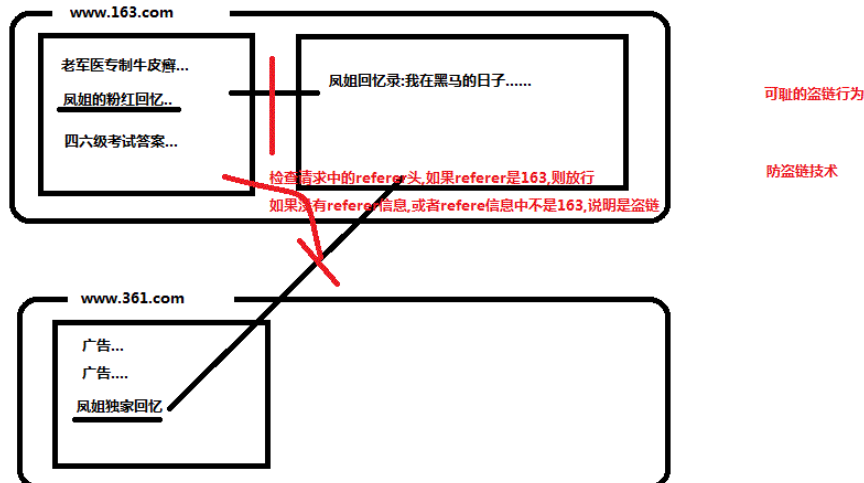 www.163.com
老军医专制牛皮癣...
凤姐的粉红回忆..
四六级考试答案...
凤姐回忆录:我在黑马的日子......
可耻的盗链行为
防盗链技术
检查请求中的referer头,如果referer是163,则放行
如果没有referer信息,或者refere信息中不是163,说明是盗链
www.361.com
广告...
广告....
凤姐独家回忆